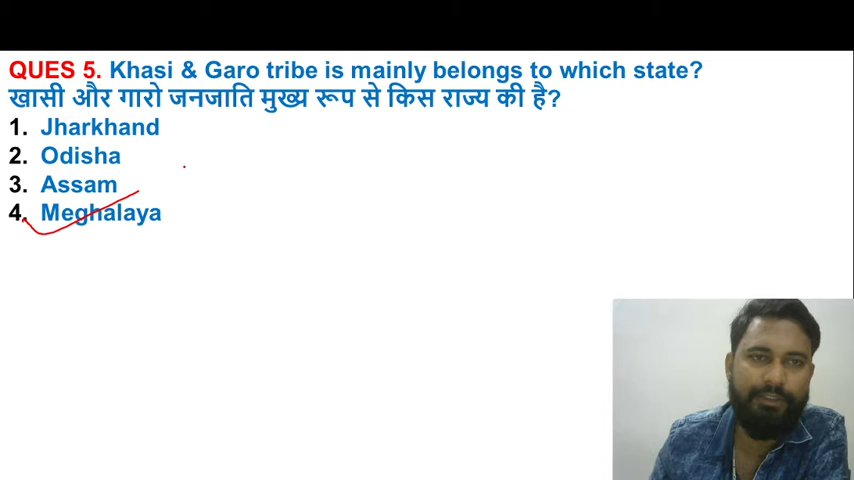 QUES 5. Khasi & Garo tribe is mainly belongs to which state?
खासी और गारो जनजाति मुख्य रूप से किस राज्य की है?
1. Jharkhand
2. Odisha
3. Assam
4. Meghalaya